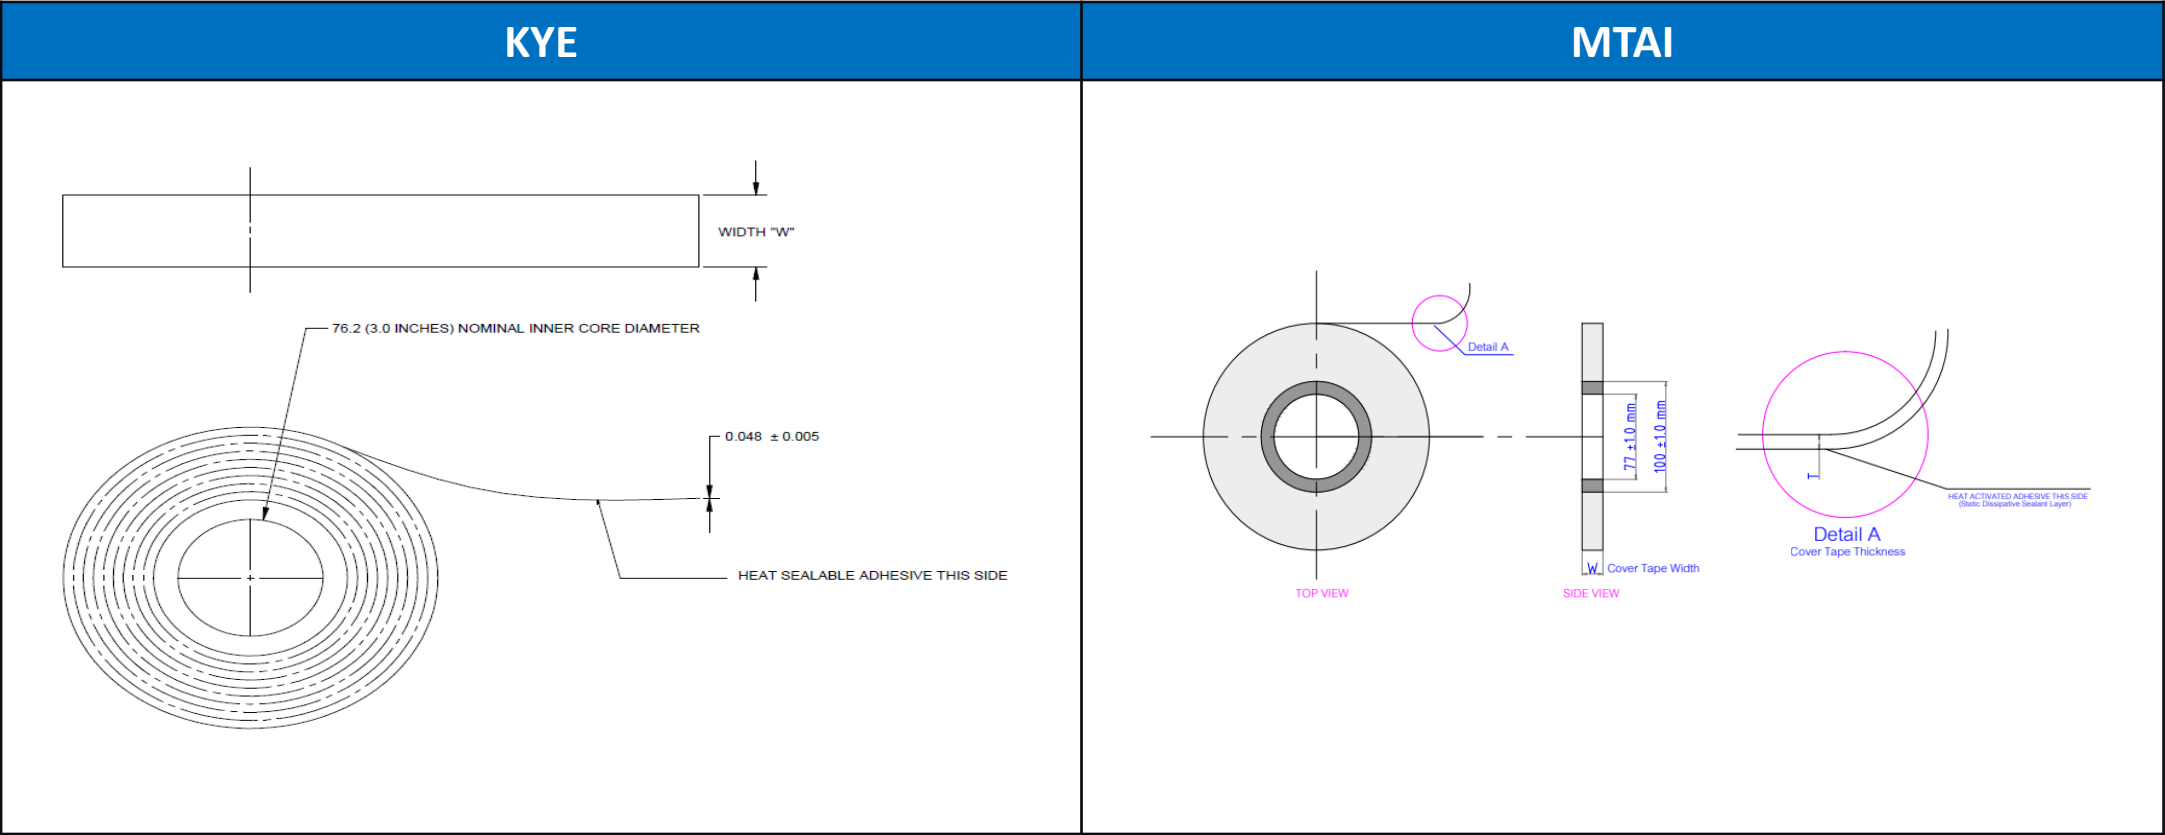 KYE
MTAI
WIDTH "W"
76.2 (3.0 INCHES) NOMINAL INNER CORE DIAMETER
0.048 ± 0.005
HEAT SEALABLE ADHESIVE THIS SIDE
Detail A
77 ±1.0 mm
100 ±1.0 mm
W Cover Tape Width
TOP VIEW
SIDE VIEW
T
HEAT ACTIVATED ADHESIVE THIS SIDE
(Static Dissipative Sealant Layer)
Detail A
Cover Tape Thickness